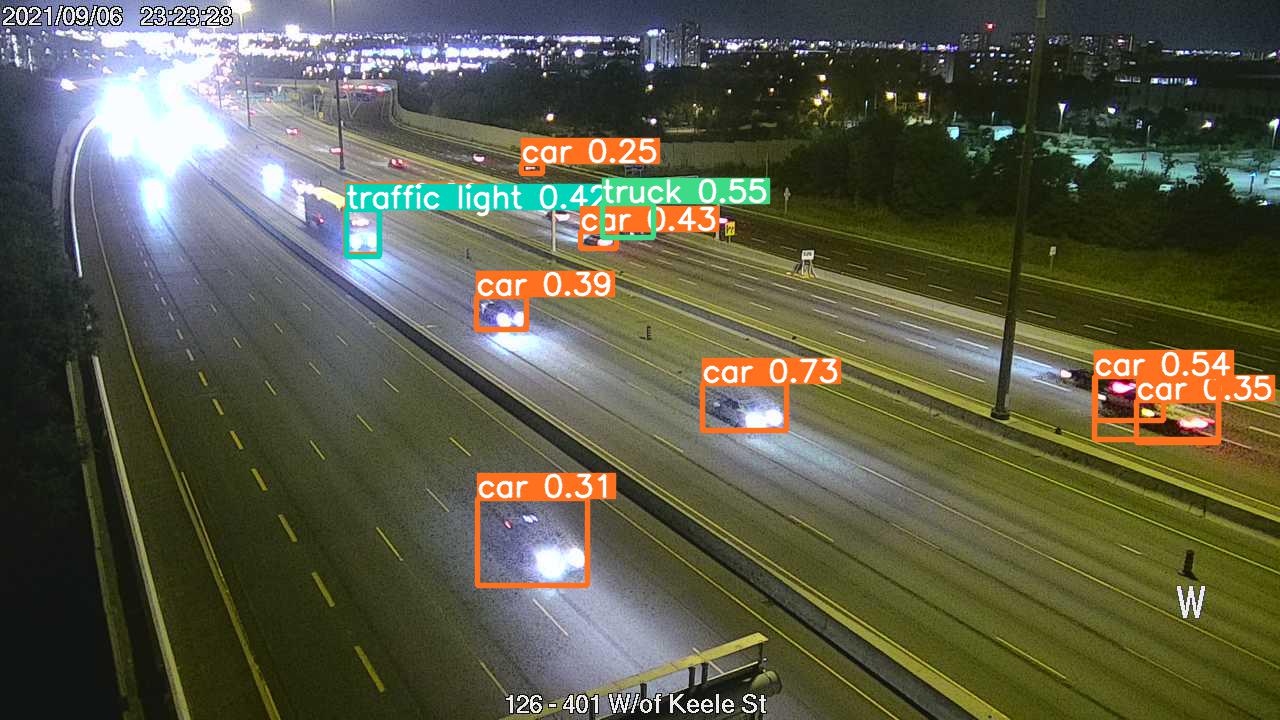 2021/09/06 23:23:28
car 0.25
traffic light 0.42
truck 0.55
car 0.43
car 0.39
car 0.73
car 0.54
car 0.35
car 0.31
W
126 - 401 W/of Keele St